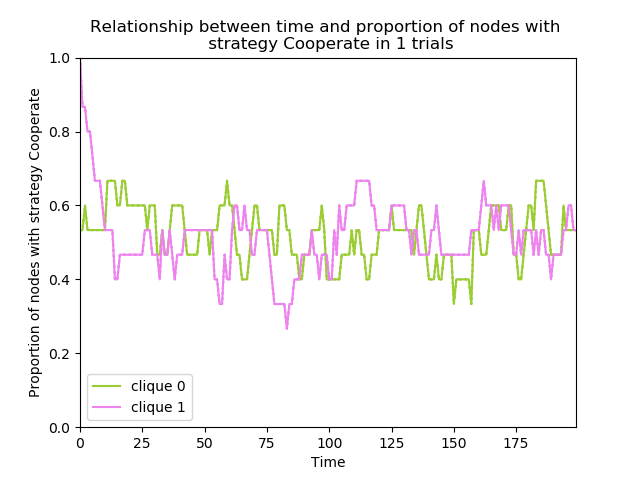 Relationship between time and proportion of nodes with
strategy Cooperate in 1 trials
Proportion of nodes with strategy Cooperate
1.0
0.8
0.6
0.4
0.2
0.0
clique 0
clique 1
0 25 50 75 100 125 150 175
Time